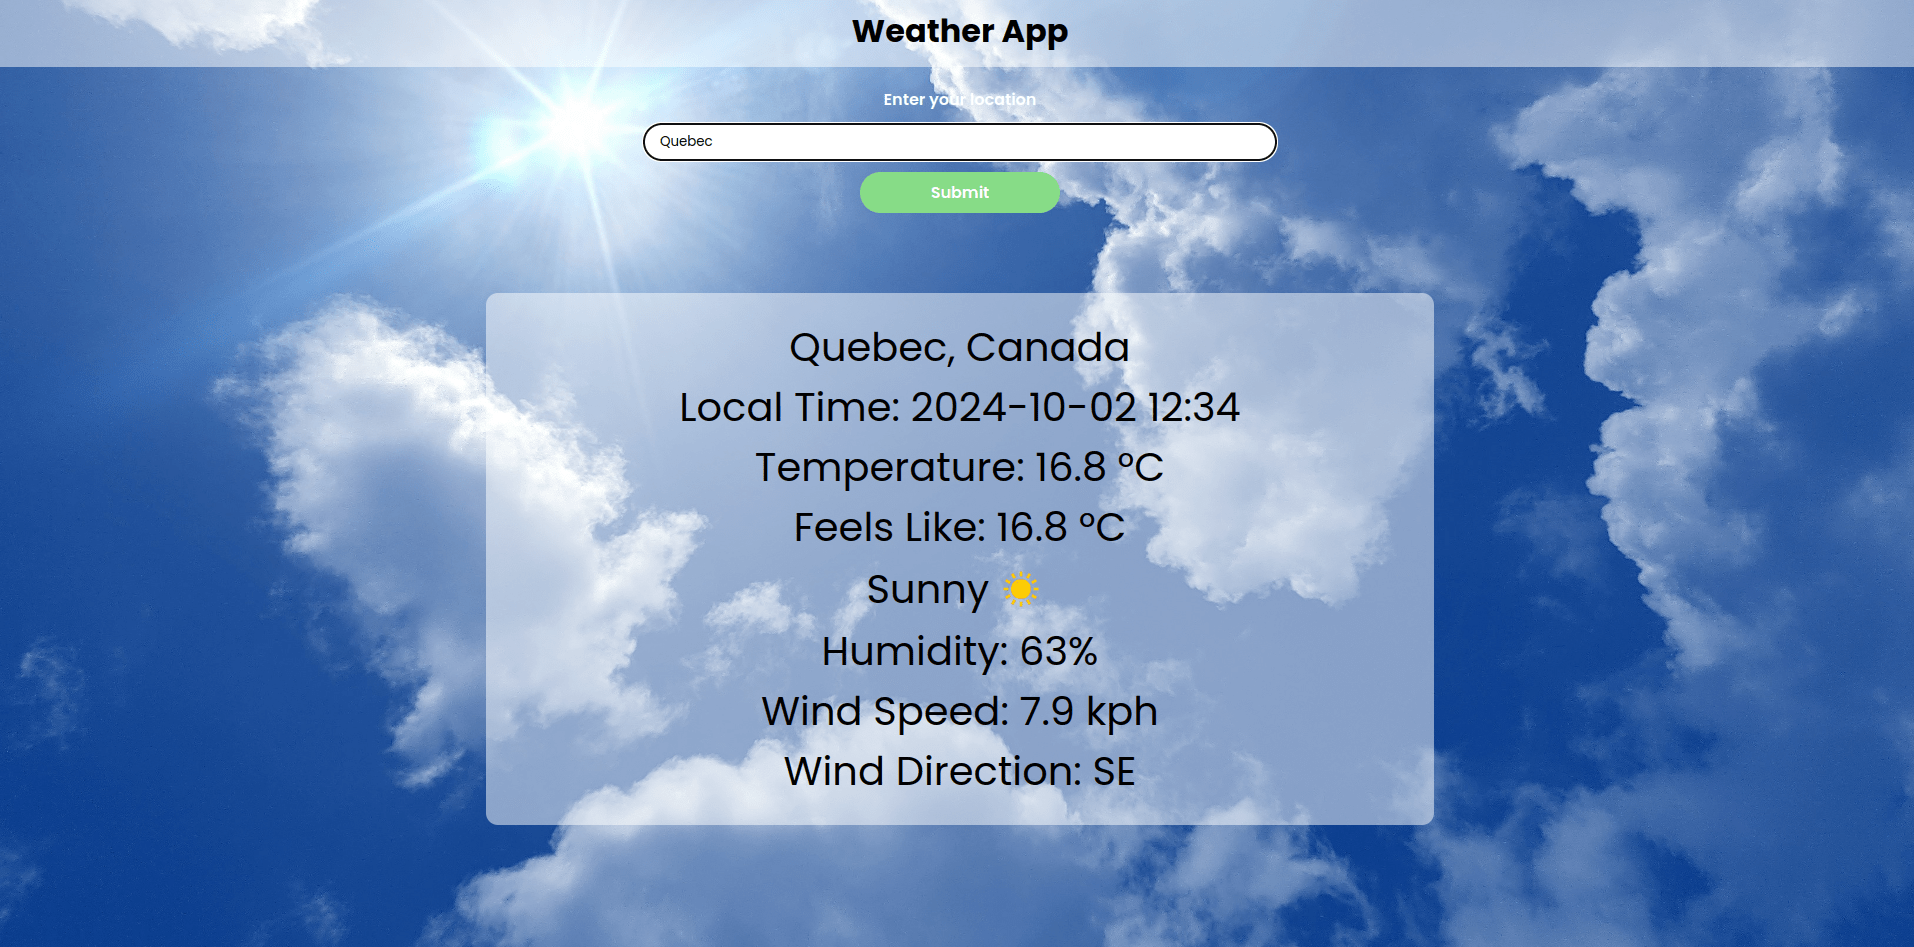 Weather App
Enter your location
Quebec
Submit
Quebec, Canada
Local Time: 2024-10-02 12:34
Temperature: 16.8 °C
Feels Like: 16.8 °C
Sunny
Humidity: 63%
Wind Speed: 7.9 kph
Wind Direction: SE